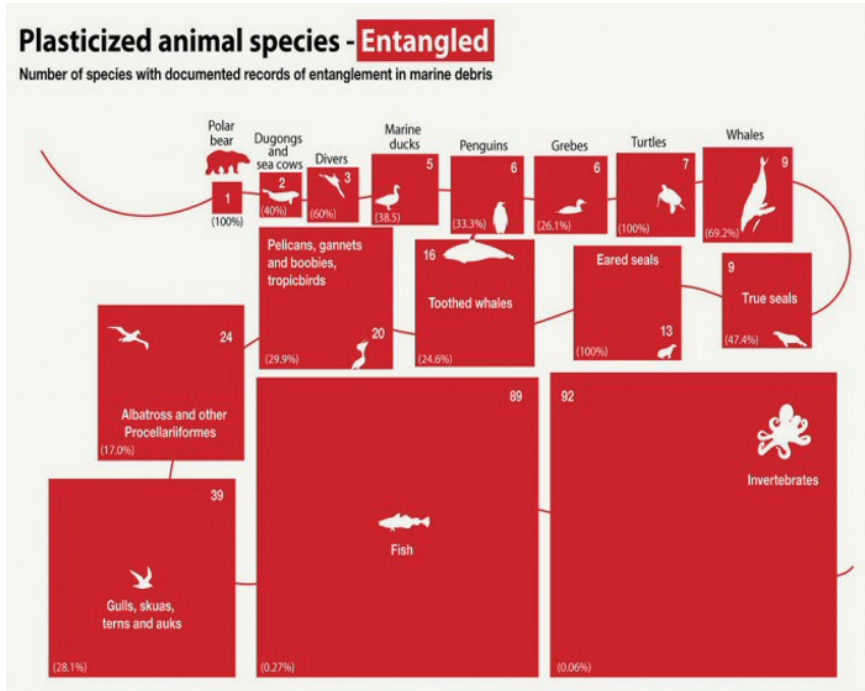 Plasticized animal species - Entangled
Number of species with documented records of entanglement in marine debris
Polar
bear
1
(100%)
Dugongs
and
sea cows
2
(40%)
Divers
3
(60%)
Marine
ducks
5
(38.5)
Penguins
6
(33.3%)
Grebes
6
(26.1%)
Turtles
7
(100%)
Whales
9
(69.2%)
9
True seals
(47.4%)
Eared seals
13
(100%)
16
Toothed whales
(24.6%)
Pelicans, gannets
and boobies,
tropicbirds
20
(29.9%)
24
Albatross and other
Procellariiformes
(17.0%)
39
Gulls, skuas,
terns and auks
(28.1%)
89
Fish
(0.27%)
92
Invertebrates
(0.06%)